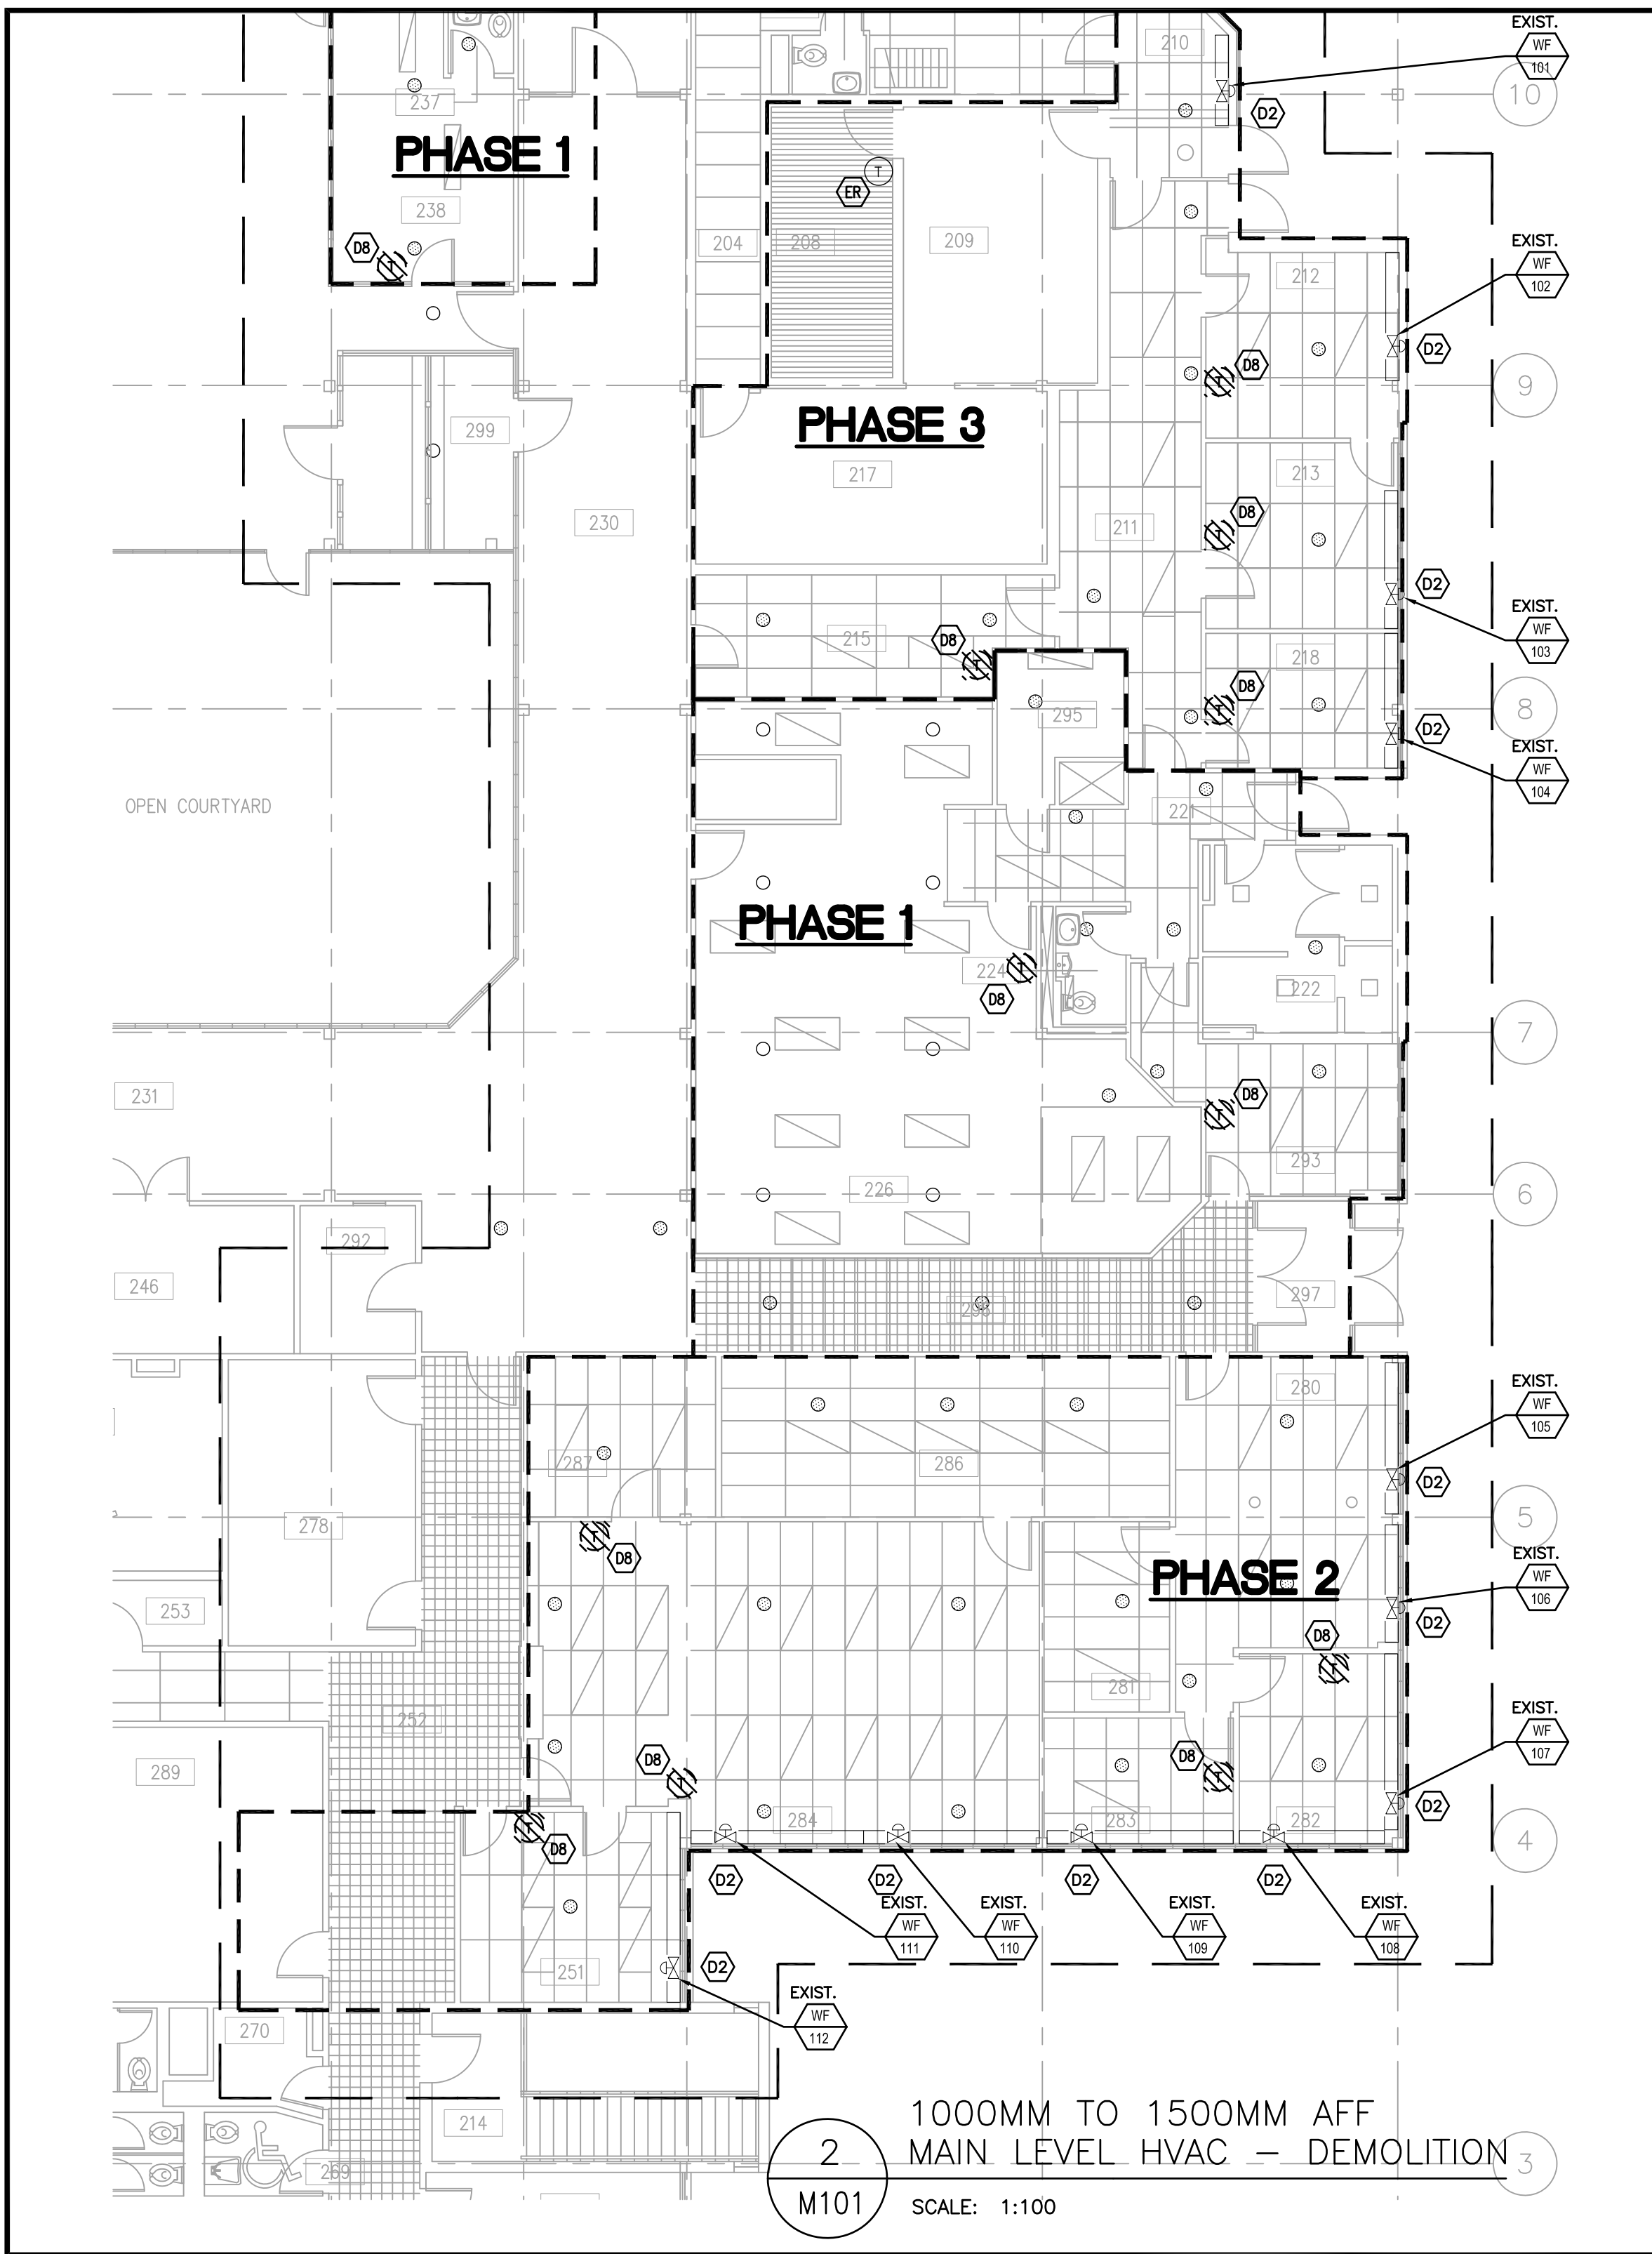 EXIST.
WF
101
210
10
237
D2
PHASE 1
T
ER
238
D8
T
204
208
209
EXIST.
WF
102
212
D2
D8
T
9
299
PHASE 3
217
213
230
211
D8
T
D2
EXIST.
WF
103
215
D8
T
218
D8
T
8
295
D2
EXIST.
WF
104
OPEN COURTYARD
221
PHASE 1
224
T
D8
222
7
231
D8
T
293
226
6
292
246
297
298
280
EXIST.
WF
105
287
286
D2
278
5
T
D8
EXIST.
WF
106
PHASE 2
253
D2
D8
T
281
252
EXIST.
WF
107
289
D8
T
D8
T
D2
T
D8
284
283
282
4
D2
D2
D2
D2
EXIST.
WF
111
EXIST.
WF
110
EXIST.
WF
109
EXIST.
WF
108
251
D2
EXIST.
WF
112
270
214
269
1000MM TO 1500MM AFF
2
MAIN LEVEL HVAC - DEMOLITION
3
M101
SCALE: 1:100